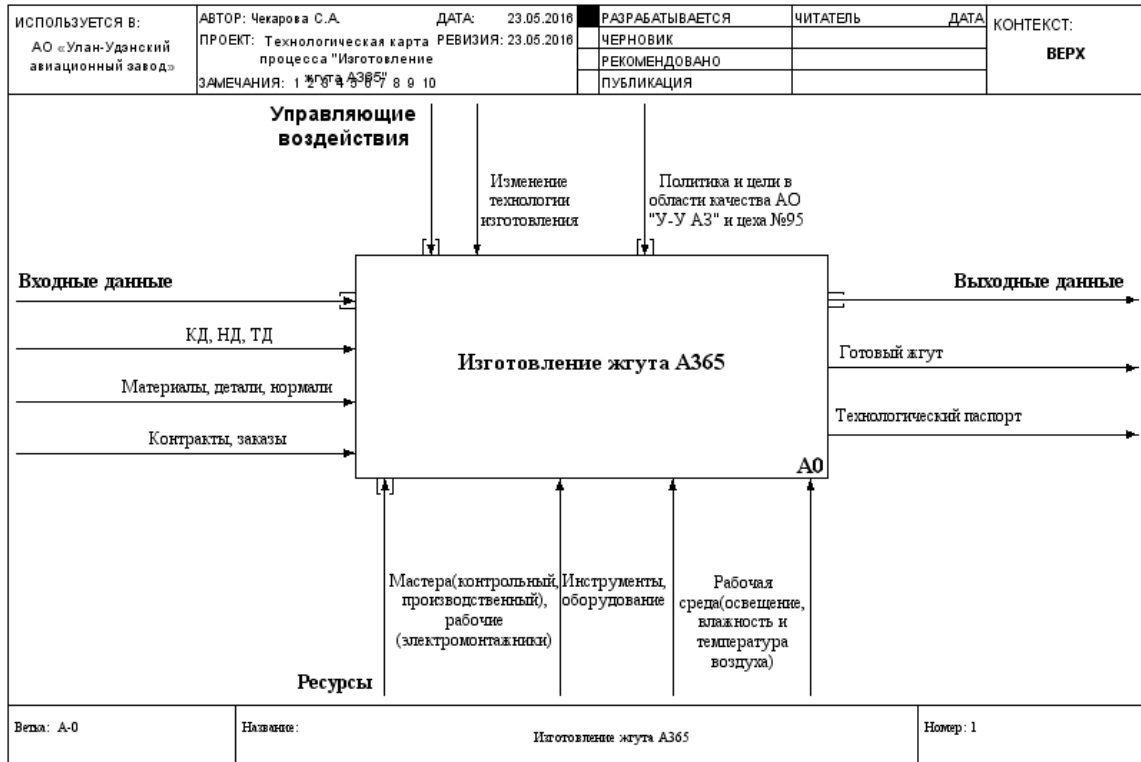 ИСПОЛЬЗУЕТСЯ В:
АО «Улан-Удэнский
авиационный завод»
АВТОР: Чекарова С.А.
ДАТА: 23.05.2016
ПРОЕКТ: Технологическая карта
процесса "Изготовление
жгута А365"
РЕВИЗИЯ: 23.05.2016
ЗАМЕЧАНИЯ: 1 2 3 4 5 6 7 8 9 10
РАЗРАБАТЫВАЕТСЯ
ЧЕРНОВИК
РЕКОМЕНДОВАНО
ПУБЛИКАЦИЯ
ЧИТАТЕЛЬ
ДАТА
КОНТЕКСТ:
ВЕРХ
Управляющие
воздействия
Изменение
технологии
изготовления
Политика и цели в
области качества АО
"У-У АЗ" и цеха №95
Входные данные
КД, НД, ТД
Материалы, детали, нормали
Контракты, заказы
Изготовление жгута А365
А0
Выходные данные
Готовый жгут
Технологический паспорт
Мастера(контрольный,
производственный),
рабочие
(электромонтажники)
Инструменты,
оборудование
Рабочая
среда(освещение,
влажность и
температура
воздуха)
Ресурсы
Ветка: А-0
Название:
Изготовление жгута А365
Номер: 1